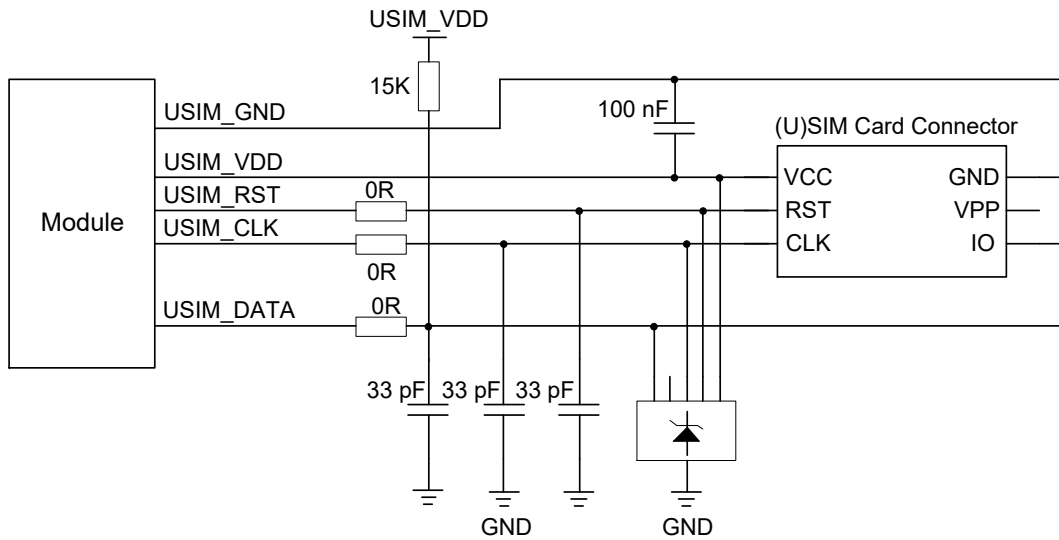 USIM_VDD
15K
USIM_GND
100 nF
(U)SIM Card Connector
USIM_VDD
VCC
GND
USIM_RST
0R
RST
VPP
Module
USIM_CLK
CLK
IO
0R
USIM_DATA
0R
33 pF
33 pF
33 pF
GND
GND